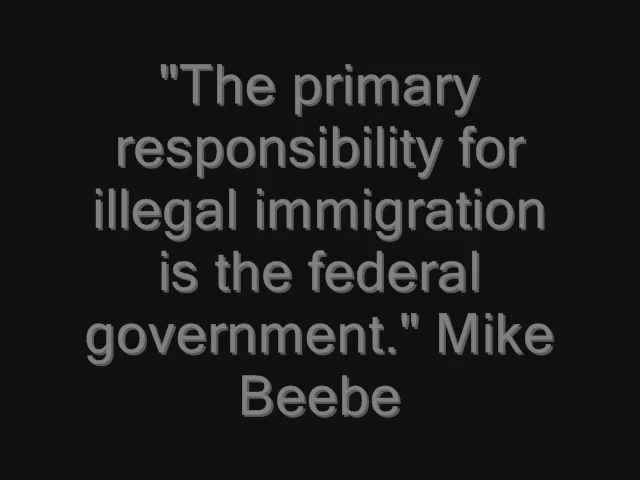 "The primary
responsibility for
illegal immigration
is the federal
government." Mike
Beebe